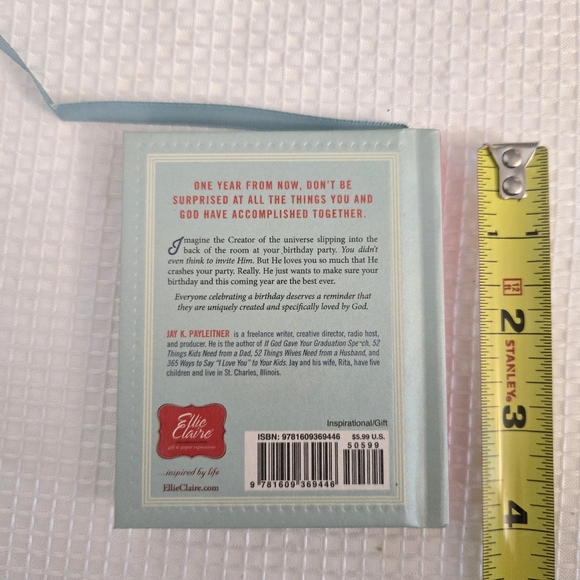 ONE YEAR FROM NOW, DON'T BE
SURPRISED AT ALL THE THINGS YOU AND
GOD HAVE ACCOMPLISHED TOGETHER.
Imagine the Creator of the universe slipping into the
back of the room at your birthday party. You didn't
even think to invite Him. But He loves you so much that He
crashes your party. Really. He just wants to make sure your
birthday and this coming year are the best ever.
Everyone celebrating a birthday deserves a reminder that
they are uniquely created and specifically loved by God.
JAY K. PAYLEITNER is a freelance writer, creative director, radio host,
and producer. He is the author of If God Gave Your Graduation Speech, 52
Things Kids Need from a Dad, 52 Things Wives Need from a Husband, and
365 Ways to Say "I Love You" to Your Kids. Jay and his wife, Rita, have five
children and live in St. Charles, Illinois.
Ellie
Claire
gift & paper expressions
...inspired by life
EllieClaire.com
Inspirational/Gift
ISBN: 9781609369446
$5.99 U.S.
50599
9 781609 369446
12
ft
2
STANLEY
3
4